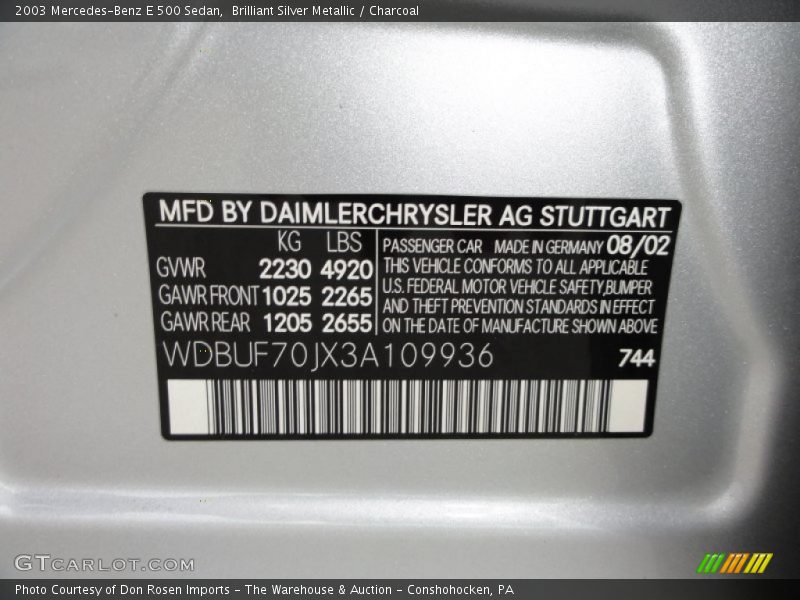 2003 Mercedes-Benz E 500 Sedan,  Brilliant Silver Metallic / Charcoal
MFD BY DAIMLERCHRYSLER AG STUTTGART
KG LBS
GVWR 2230 4920
GAWR FRONT 1025 2265
GAWR REAR 1205 2655
PASSENGER CAR MADE IN GERMANY 08/02
THIS VEHICLE CONFORMS TO ALL APPLICABLE
U.S. FEDERAL MOTOR VEHICLE SAFETY,BUMPER
AND THEFT PREVENTION STANDARDS IN EFFECT
ON THE DATE OF MANUFACTURE SHOWN ABOVE
WDBUF70JX3A109936
744
GTCARLOT.COM
Photo Courtesy of Don Rosen Imports - The Warehouse & Auction - Conshohocken, PA